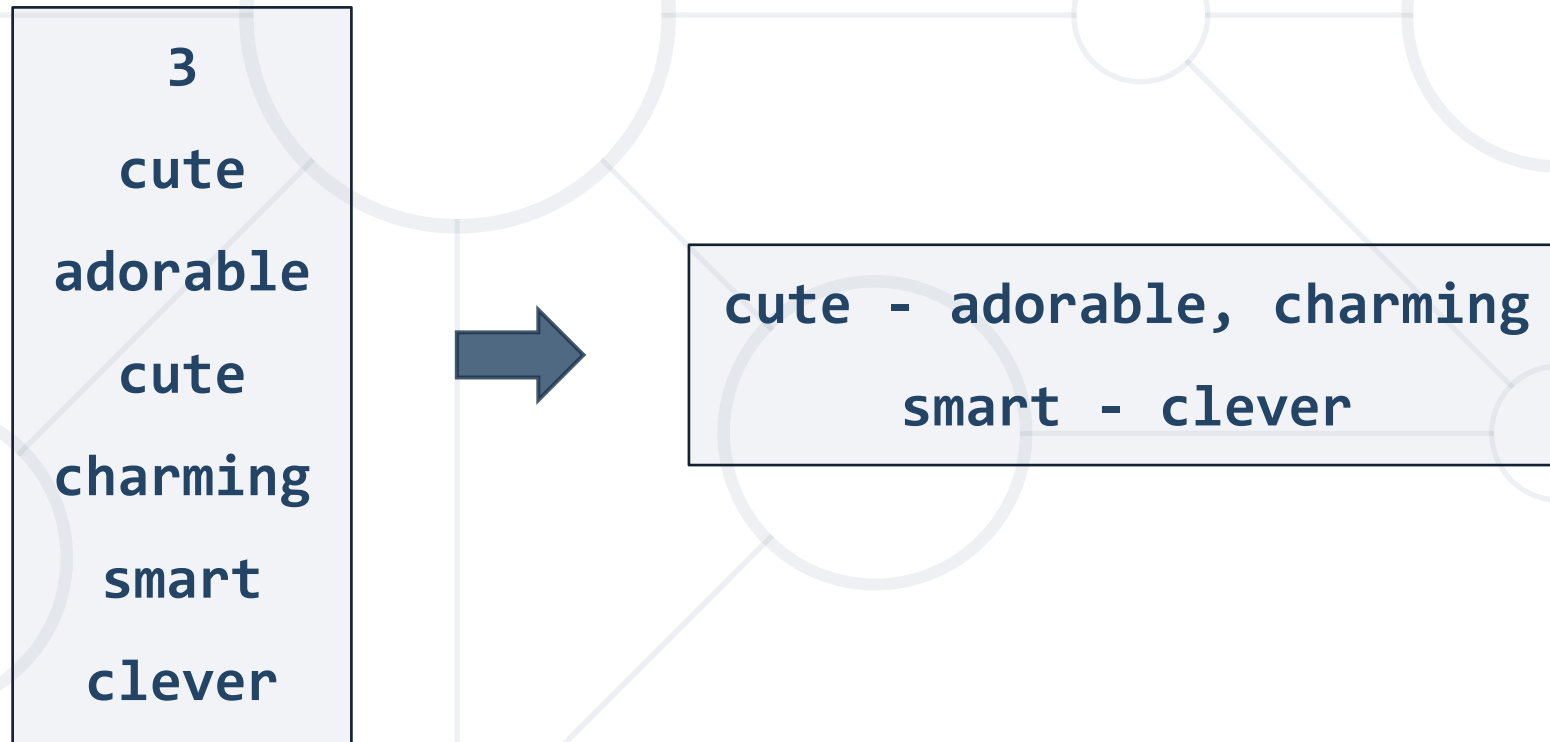 3
cute
adorable
cute
charming
smart
clever
cute - adorable, charming
smart - clever